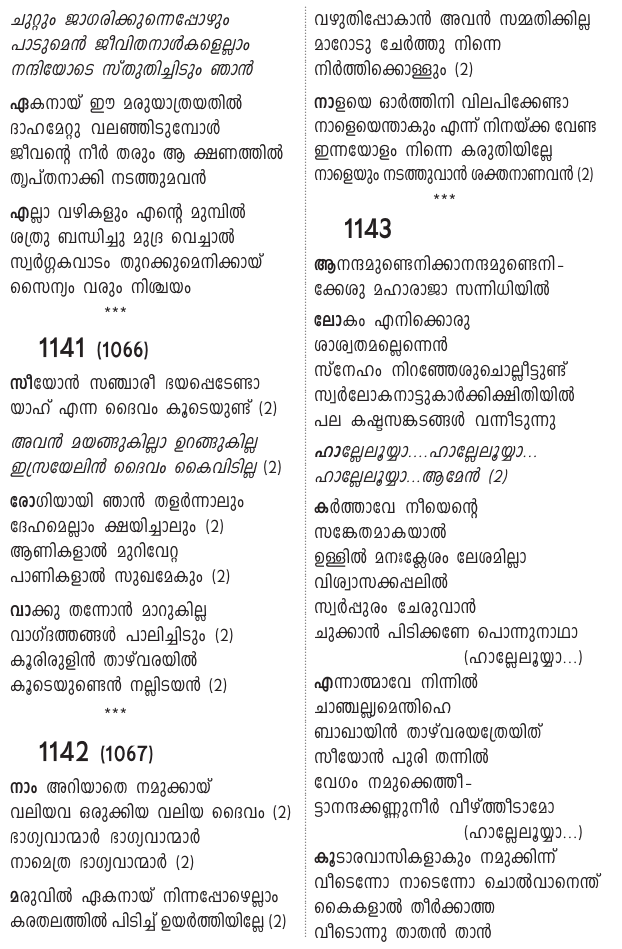 ചുറ്റും ജാഗരിക്കുന്നെപ്പോഴും
പാടുമെൻ ജീവിതനാൾകളെല്ലാം
നന്ദിയോടെ സ്തുതിച്ചിടും ഞാൻ
ഏകനായ് ഈ മരുയാത്രയതിൽ
ദാഹമേറ്റു വലഞ്ഞിടുമ്പോൾ
ജീവന്റെ നീർ തരും ആ ക്ഷണത്തിൽ
തൃപ്തനാക്കി നടത്തുമവൻ
എല്ലാ വഴികളും എന്റെ മുമ്പിൽ
ശത്രു ബന്ധിച്ചു മുദ്ര വെച്ചാൽ
സ്വർഗ്ഗകവാടം തുറക്കുമെനിക്കായ്
സൈന്യം വരും നിശ്ചയം
***
1141 (1066)
സീയോൻ സഞ്ചാരീ ഭയപ്പെടേണ്ടാ
യാഹ് എന്ന ദൈവം കൂടെയുണ്ട് (2)
അവൻ മയങ്ങുകില്ലാ ഉറങ്ങുകില്ല
ഇസ്രയേലിൻ ദൈവം കൈവിടില്ല (2)
രോഗിയായി ഞാൻ തളർന്നാലും
ദേഹമെല്ലാം ക്ഷയിച്ചാലും (2)
ആണികളാൽ മുറിവേറ്റ
പാണികളാൽ സുഖമേകും (2)
വാക്കു തന്നോൻ മാറുകില്ല
വാഗ്ദത്തങ്ങൾ പാലിച്ചിടും (2)
കൂരിരുളിൻ താഴ്‌വരയിൽ
കൂടെയുണ്ടെൻ നല്ലിടയൻ (2)
***
1142 (1067)
നാം അറിയാതെ നമുക്കായ്
വലിയവ ഒരുക്കിയ വലിയ ദൈവം (2)
ഭാഗ്യവാന്മാർ ഭാഗ്യവാന്മാർ
നാമെത്ര ഭാഗ്യവാന്മാർ (2)
മരുവിൽ ഏകനായ് നിന്നപ്പോഴെല്ലാം
കരതലത്തിൽ പിടിച്ച് ഉയർത്തിയില്ലേ (2)
വഴുതിപ്പോകാൻ അവൻ സമ്മതിക്കില്ല
മാറോടു ചേർത്തു നിന്നെ
നിർത്തിക്കൊള്ളും (2)
നാളയെ ഓർത്തിനി വിലപിക്കേണ്ടാ
നാളെയെന്താകും എന്ന് നിനയ്ക്ക വേണ്ട
ഇന്നയോളം നിന്നെ കരുതിയില്ലേ
നാളെയും നടത്തുവാൻ ശക്തനാണവൻ (2)
***
1143
ആനന്ദമുണ്ടെനിക്കാനന്ദമുണ്ടെനി-
ക്കേശു മഹാരാജാ സന്നിധിയിൽ
ലോകം എനിക്കൊരു
ശാശ്വതമല്ലെന്നെൻ
സ്നേഹം നിറഞ്ഞേശുചൊല്ലീട്ടുണ്ട്
സ്വർലോകനാട്ടുകാർക്കിക്ഷിതിയിൽ
പല കഷ്ടസങ്കടങ്ങൾ വന്നീടുന്നു
ഹാല്ലേലൂയ്യാ....ഹാല്ലേലൂയ്യാ...
ഹാല്ലേലൂയ്യാ...ആമേൻ (2)
കർത്താവേ നീയെന്റെ
സങ്കേതമാകയാൽ
ഉള്ളിൽ മനഃക്ലേശം ലേശമില്ലാ
വിശ്വാസക്കപ്പലിൽ
സ്വർപ്പുരം ചേരുവാൻ
ചുക്കാൻ പിടിക്കണേ പൊന്നുനാഥാ
(ഹാല്ലേലൂയ്യാ...)
എന്നാത്മാവേ നിന്നിൽ
ചാഞ്ചല്ല്യമെന്തിഹെ
ബാഖായിൻ താഴ്‌വരയത്രേയിത്
സീയോൻ പുരി തന്നിൽ
വേഗം നമുക്കെത്തീ-
ട്ടാനന്ദക്കണ്ണുനീർ വീഴ്ത്തീടാമോ
(ഹാല്ലേലൂയ്യാ...)
കൂടാരവാസികളാകും നമുക്കിന്ന്
വീടെന്നോ നാടെന്നോ ചൊൽവാനെന്ത്
കൈകളാൽ തീർക്കാത്ത
വീടൊന്നു താതൻ താൻ